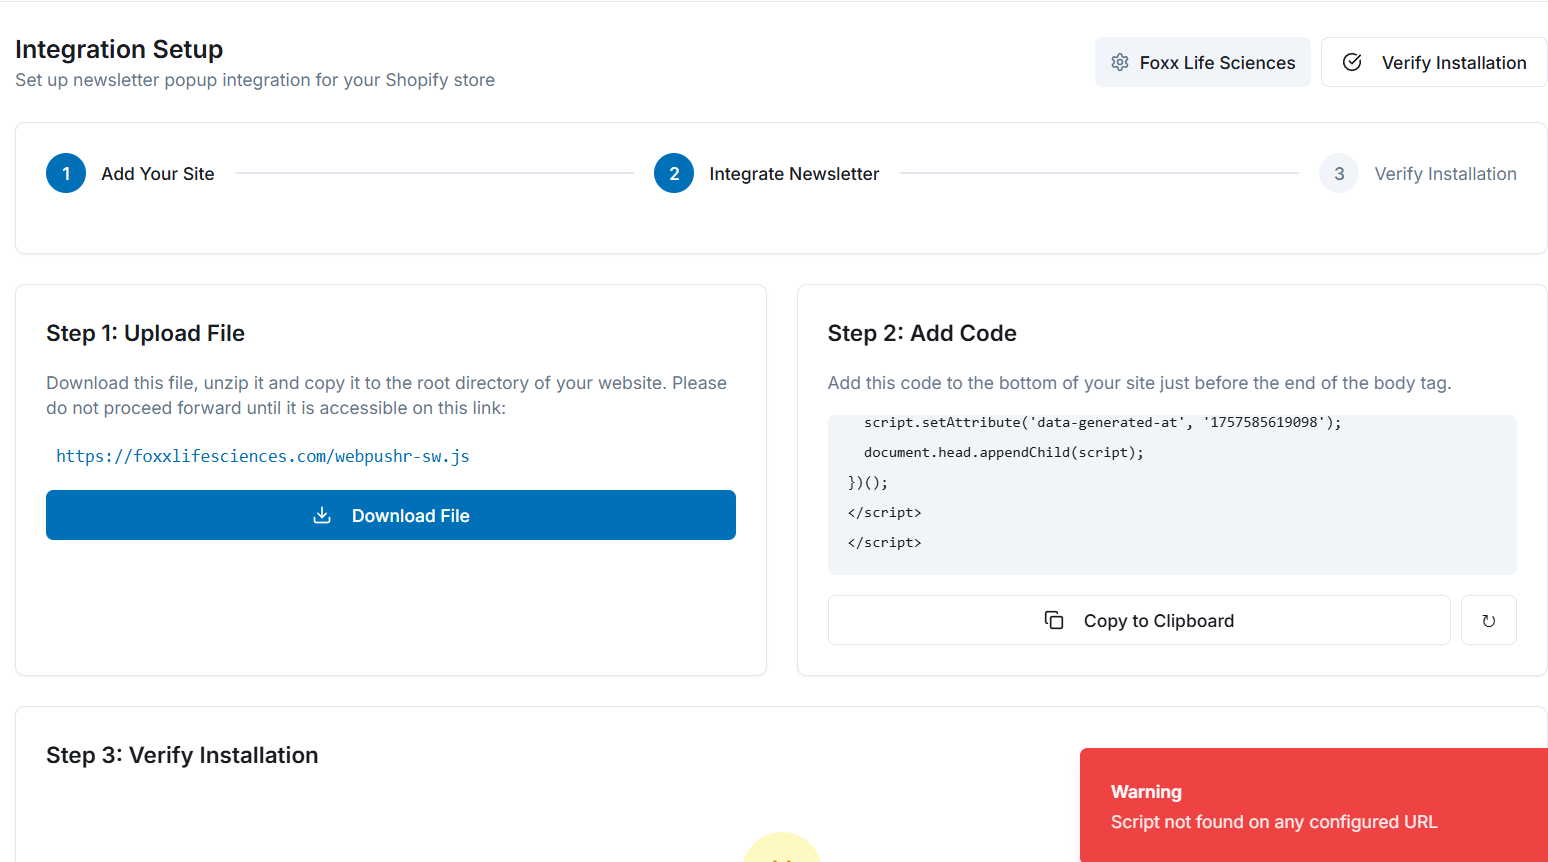 Integration Setup
Set up newsletter popup integration for your Shopify store
Foxx Life Sciences
Verify Installation
1 Add Your Site
2 Integrate Newsletter
3 Verify Installation
Step 1: Upload File
Download this file, unzip it and copy it to the root directory of your website. Please
do not proceed forward until it is accessible on this link:
https://foxxlifesciences.com/webpushr-sw.js
Download File
Step 2: Add Code
Add this code to the bottom of your site just before the end of the body tag.
script.setAttribute('data-generated-at', '1757585619098');
document.head.appendChild(script);
})();
</script>
</script>
Copy to Clipboard
Step 3: Verify Installation
Warning
Script not found on any configured URL